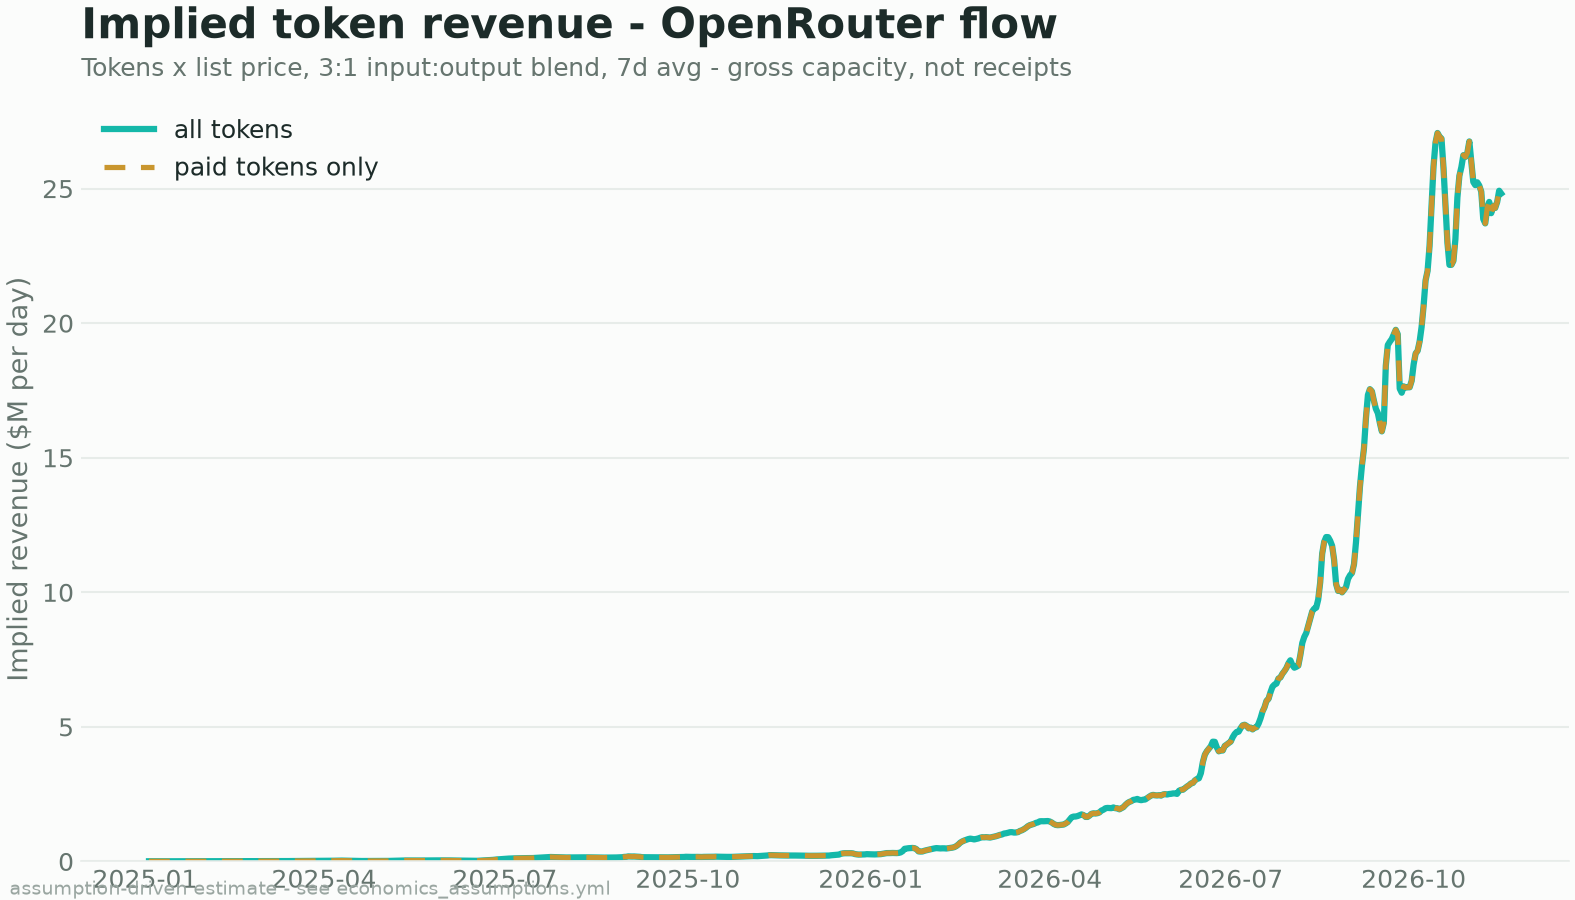 Implied token revenue - OpenRouter flow
Tokens x list price, 3:1 input:output blend, 7d avg - gross capacity, not receipts
all tokens
paid tokens only
Implied revenue ($M per day)
25
20
15
10
5
0
2025-01 2025-04 2025-07 2025-10 2026-01 2026-04 2026-07 2026-10
assumption-driven estimate - see economics_assumptions.yml